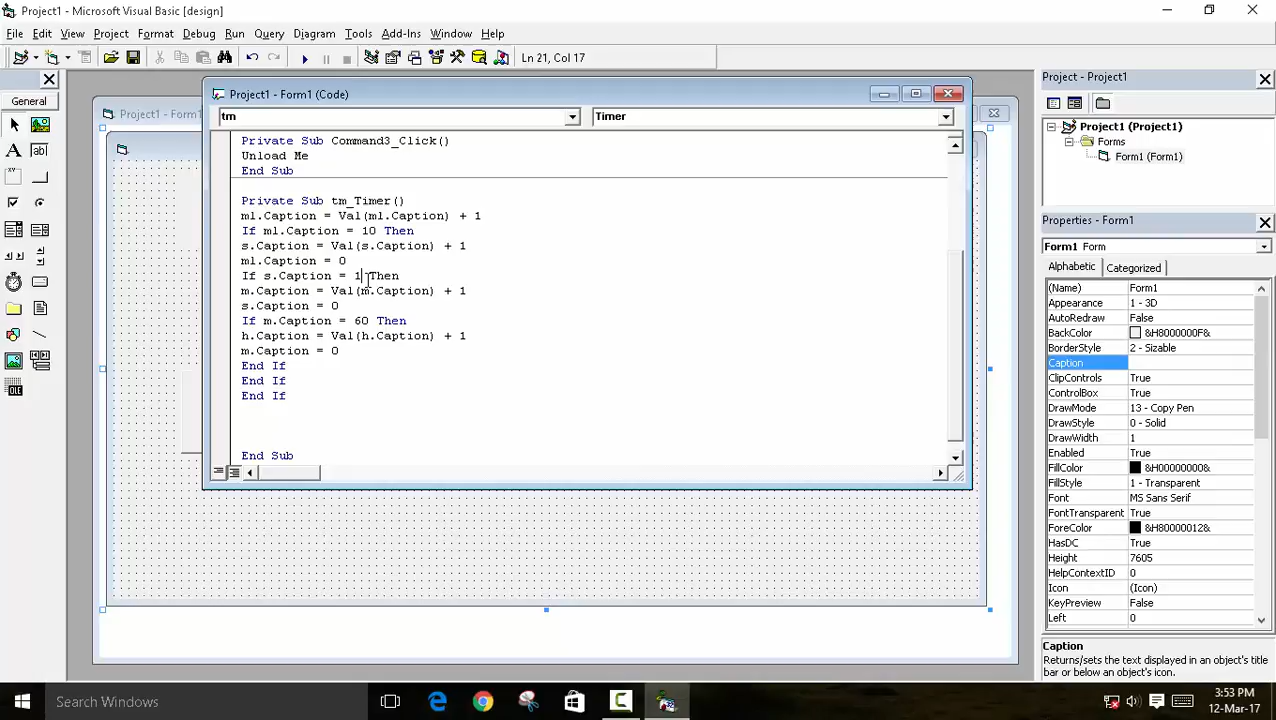 Project1 - Microsoft Visual Basic [design]
File Edit View Project Format Debug Run Query Diagram Tools Add-Ins Window Help
Ln 21, Col 17
General
Project1 - Form1
Project1 - Form1 (Code)
tm
Timer
Private Sub Command3_Click()
Unload Me
End Sub
Private Sub tm_Timer()
ml.Caption = Val(ml.Caption) + 1
If ml.Caption = 10 Then
s.Caption = Val(s.Caption) + 1
ml.Caption = 0
If s.Caption = 1 Then
m.Caption = Val(m.Caption) + 1
s.Caption = 0
If m.Caption = 60 Then
h.Caption = Val(h.Caption) + 1
m.Caption = 0
End If
End If
End If
End Sub
Project - Project1
Project1 (Project1)
Forms
Form1 (Form1)
Properties - Form1
Form1 Form
Alphabetic Categorized
(Name) Form1
Appearance 1 - 3D
AutoRedraw False
BackColor &H8000000F&
BorderStyle 2 - Sizable
Caption
ClipControls True
ControlBox True
DrawMode 13 - Copy Pen
DrawStyle 0 - Solid
DrawWidth 1
Enabled True
FillColor &H00000000&
FillStyle 1 - Transparent
Font MS Sans Serif
FontTransparent True
ForeColor &H80000012&
HasDC True
Height 7605
HelpContextID 0
Icon (Icon)
KeyPreview False
Left 0
Caption
Returns/sets the text displayed in an object's title
bar or below an object's icon.
Search Windows
3:53 PM
12-Mar-17